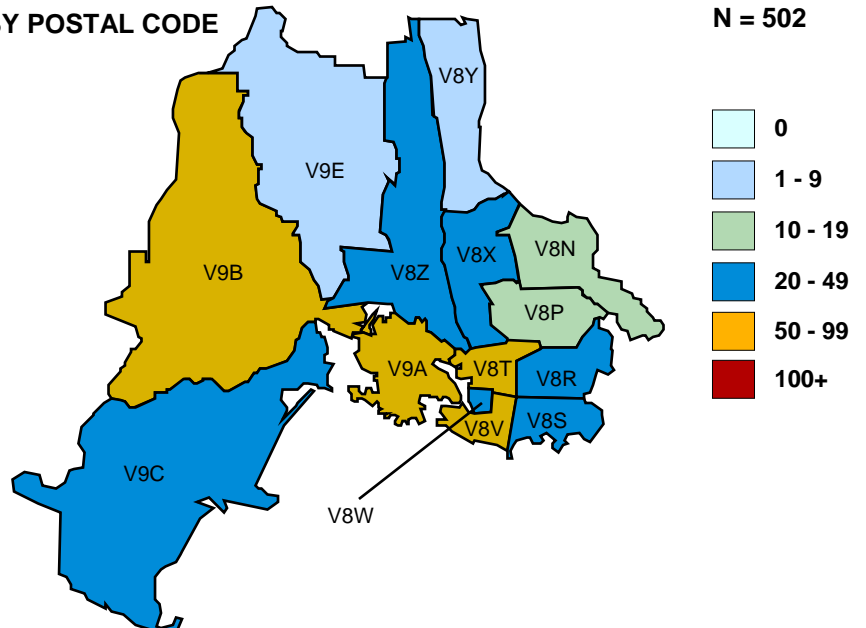 BY POSTAL CODE
N = 502
0
1 - 9
10 - 19
20 - 49
50 - 99
100+
V8Y
V9E
V8N
V8X
V9B
V8Z
V8P
V9A
V8T
V8R
V8V
V8S
V9C
V8W